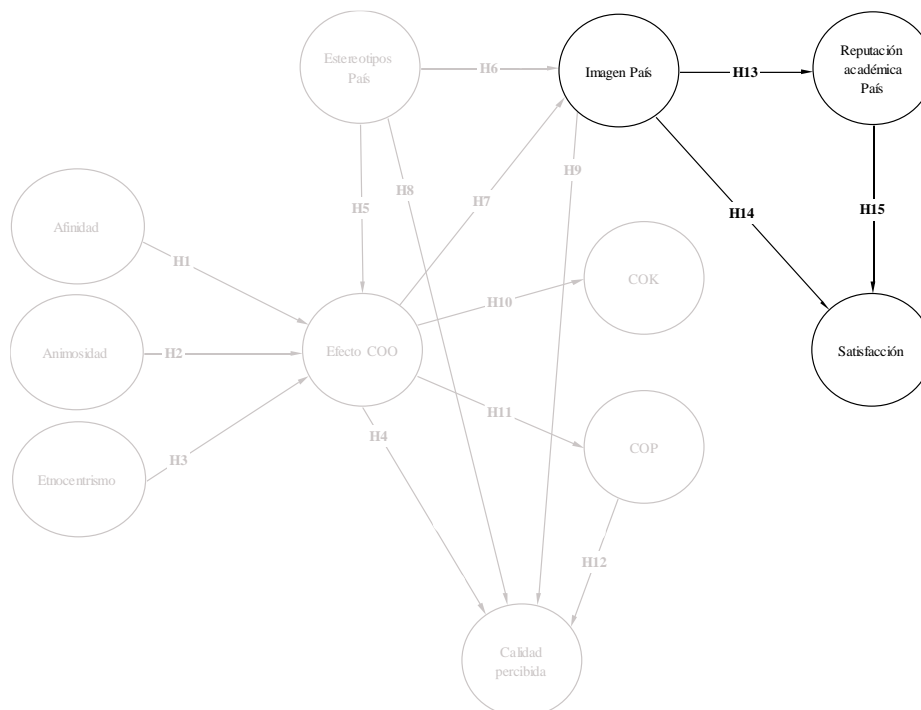 Estereotipos
País
H6
Imagen País
H13
Reputación
académica
País
H8
H9
H5
H7
H14
H15
Afinidad
H1
COK
H10
Animosidad
H2
Efecto COO
Satisfacción
H11
H4
COP
H3
Etnocentrismo
H12
Calidad
percibida